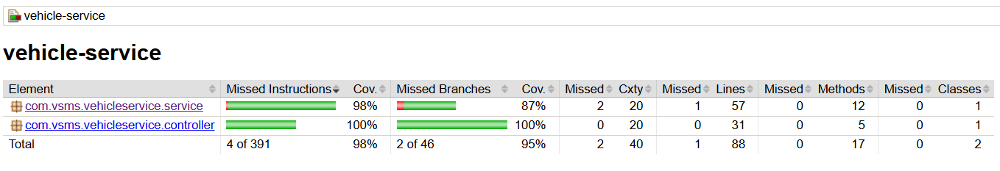 vehicle-service
vehicle-service
Element Missed Instructions Cov. Missed Branches Cov. Missed Cxty Missed Lines Missed Methods Missed Classes
com.vsms.vehicleservice.service 98% 87% 2 20 1 57 0 12 0 1
com.vsms.vehicleservice.controller 100% 100% 0 20 0 31 0 5 0 1
Total 4 of 391 98% 2 of 46 95% 2 40 1 88 0 17 0 2